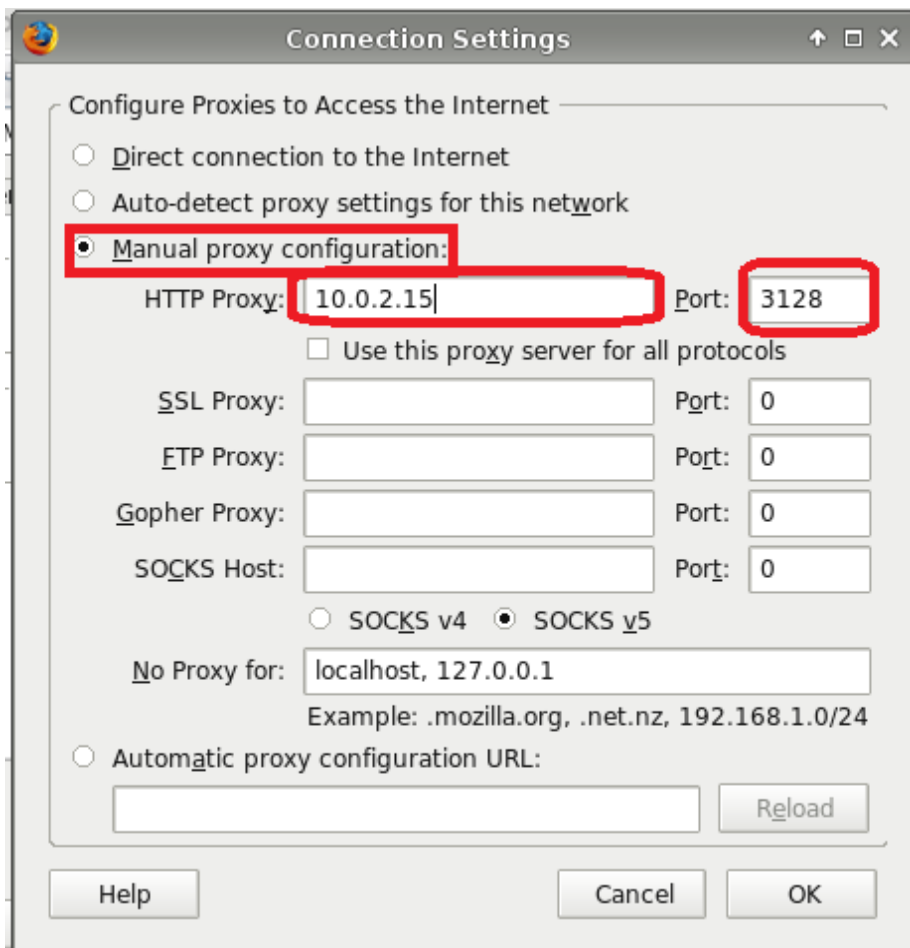 Connection Settings
Configure Proxies to Access the Internet
Direct connection to the Internet
Auto-detect proxy settings for this network
Manual proxy configuration:
HTTP Proxy: 10.0.2.15 Port: 3128
Use this proxy server for all protocols
SSL Proxy: Port: 0
FTP Proxy: Port: 0
Gopher Proxy: Port: 0
SOCKS Host: Port: 0
SOCKS v4 SOCKS v5
No Proxy for: localhost, 127.0.0.1
Example: .mozilla.org, .net.nz, 192.168.1.0/24
Automatic proxy configuration URL:
Reload
Help Cancel OK